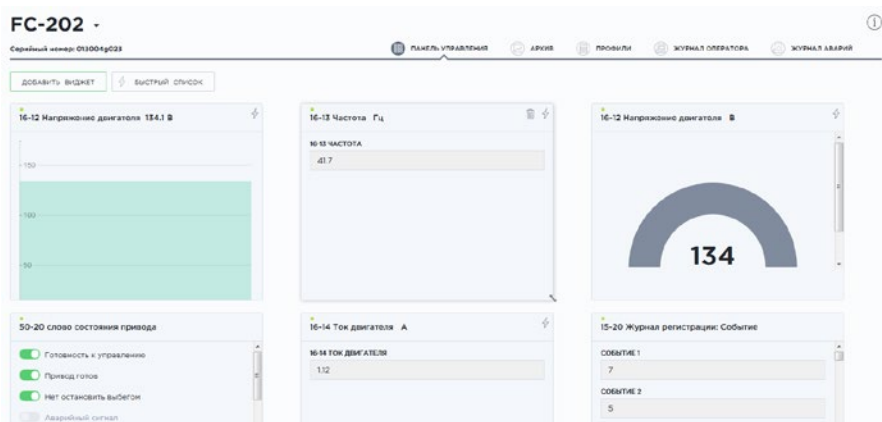 FC-202
Серийный номер: 013004g023
ПАНЕЛЬ УПРАВЛЕНИЯ АРХИВ ПРОФИЛИ ЖУРНАЛ ОПЕРАТОРА ЖУРНАЛ АВАРИЙ
ДОБАВИТЬ ВИДЖЕТ БЫСТРЫЙ СПИСОК
16-12 Напряжение двигателя 134.1 В
150
100
50
16-13 Частота Гц
16-13 ЧАСТОТА
41.7
16-12 Напряжение двигателя В
134
50-20 слово состояния привода
Готовность к управлению
Привод готов
Нет остановить выбегом
Аварийный сигнал
16-14 Ток двигателя А
16-14 ТОК ДВИГАТЕЛЯ
1.12
15-20 Журнал регистрации: Событие
СОБЫТИЕ 1
7
СОБЫТИЕ 2
5